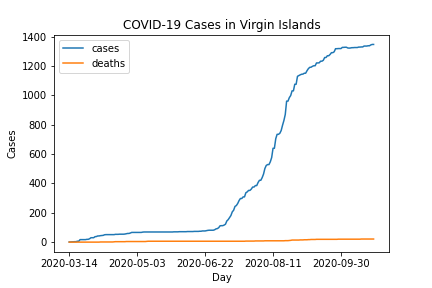 COVID-19 Cases in Virgin Islands
cases
deaths
1400
1200
1000
800
600
400
200
0
Cases
2020-03-14 2020-05-03 2020-06-22 2020-08-11 2020-09-30
Day